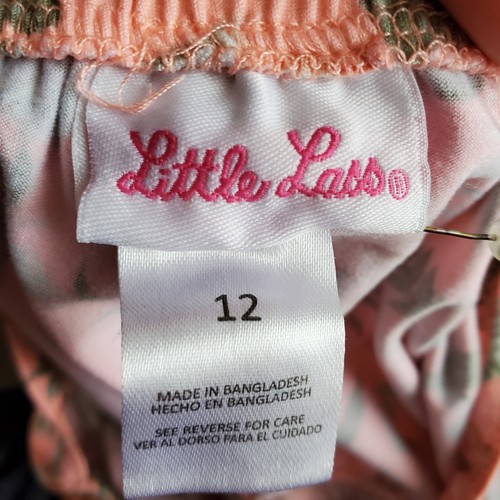 Little Lass®
12
MADE IN BANGLADESH
HECHO EN BANGLADESH
SEE REVERSE FOR CARE
VER AL DORSO PARA EL CUIDADO